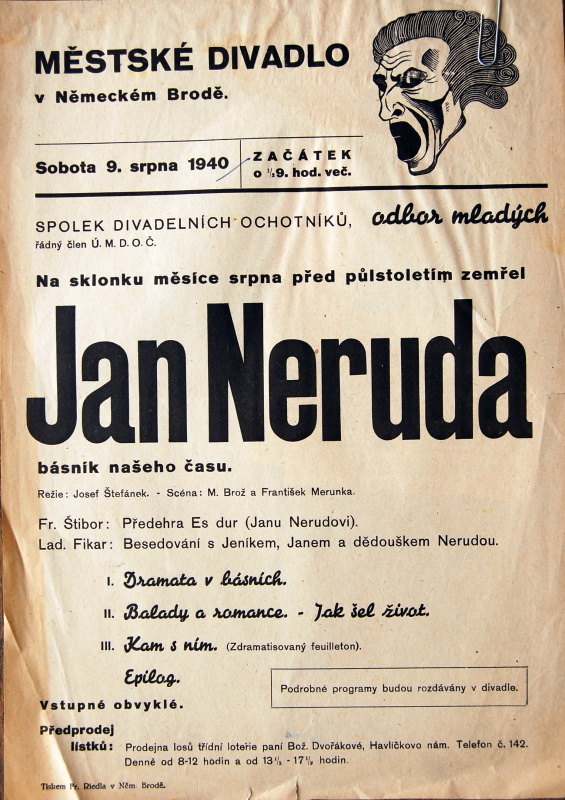 MĚSTSKÉ DIVADLO
v Německém Brodě.
Sobota 9. srpna 1940
ZAČÁTEK
o ½9. hod. več.
SPOLEK DIVADELNÍCH OCHOTNÍKŮ, odbor mladých
řádný člen Ú. M. D. O. Č.
Na sklonku měsíce srpna před půlstoletím zemřel
Jan Neruda
básník našeho času.
Režie: Josef Štefánek. - Scéna: M. Brož a František Merunka.
Fr. Štibor: Předehra Es dur (Janu Nerudovi).
Lad. Fikar: Besedování s Jeníkem, Janem a dědouškem Nerudou.
I. Dramata v básních.
II. Balady a romance. - Jak šel život.
III. Kam s ním. (Zdramatisovaný feuilleton).
Epilog.
Podrobné programy budou rozdávány v divadle.
Vstupné obvyklé.
Předprodej
lístků: Prodejna losů třídní loterie paní Bož. Dvořákové, Havlíčkovo nám. Telefon č. 142.
Denně od 8-12 hodin a od 13½ - 17½ hodin.
Tiskem Fr. Riedla v Něm. Brodě.